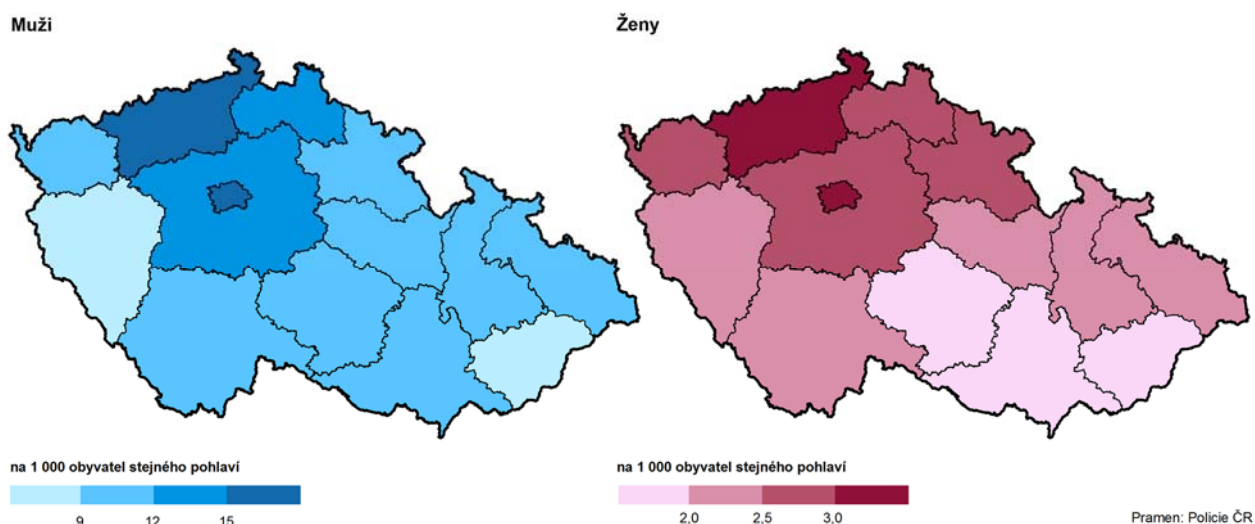 Muži
Ženy
na 1 000 obyvatel stejného pohlaví
9 12 15
na 1 000 obyvatel stejného pohlaví
2.0 2.5 3.0
Pramen: Policie ČR